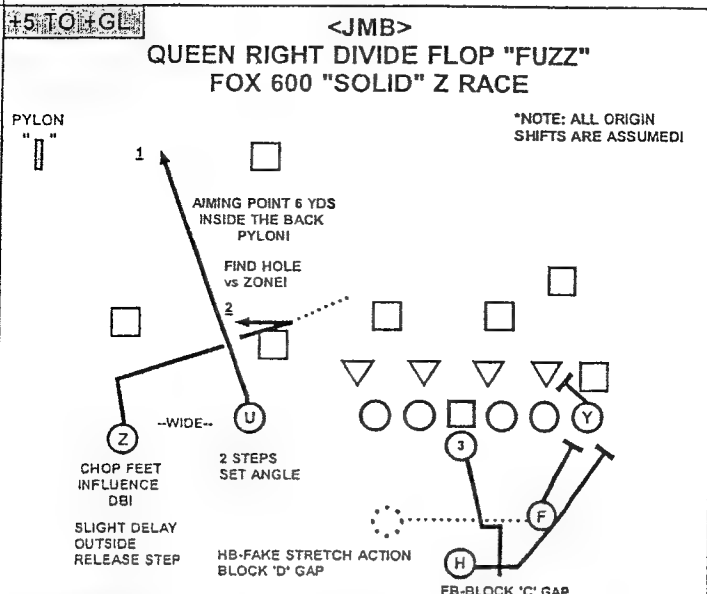 +5 TO +GL
<JMB>
QUEEN RIGHT DIVIDE FLOP "FUZZ"
FOX 600 "SOLID" Z RACE
PYLON
" "
*NOTE: ALL ORIGIN
SHIFTS ARE ASSUMED!
1
AIMING POINT 6 YDS
INSIDE THE BACK
PYLON!
FIND HOLE
vs ZONE!
2
Z
--WIDE--
U
Y
3
CHOP FEET
INFLUENCE
DB!
2 STEPS
SET ANGLE
SLIGHT DELAY
OUTSIDE
RELEASE STEP
F
HB-FAKE STRETCH ACTION
BLOCK 'D' GAP
H
FB-BLOCK 'C' GAP